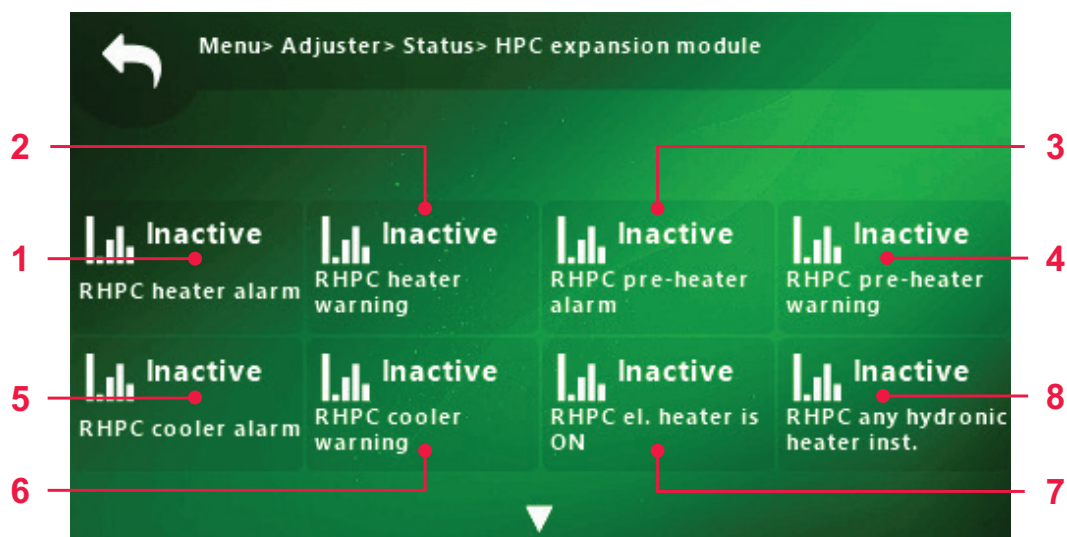 Menu> Adjuster> Status> HPC expansion module
2
3
1
Inactive
RHPC heater alarm
Inactive
RHPC heater
warning
Inactive
RHPC pre-heater
alarm
Inactive
RHPC pre-heater
warning
4
5
Inactive
RHPC cooler alarm
Inactive
RHPC cooler
warning
Inactive
RHPC el. heater is
ON
Inactive
RHPC any hydronic
heater inst.
8
6
7